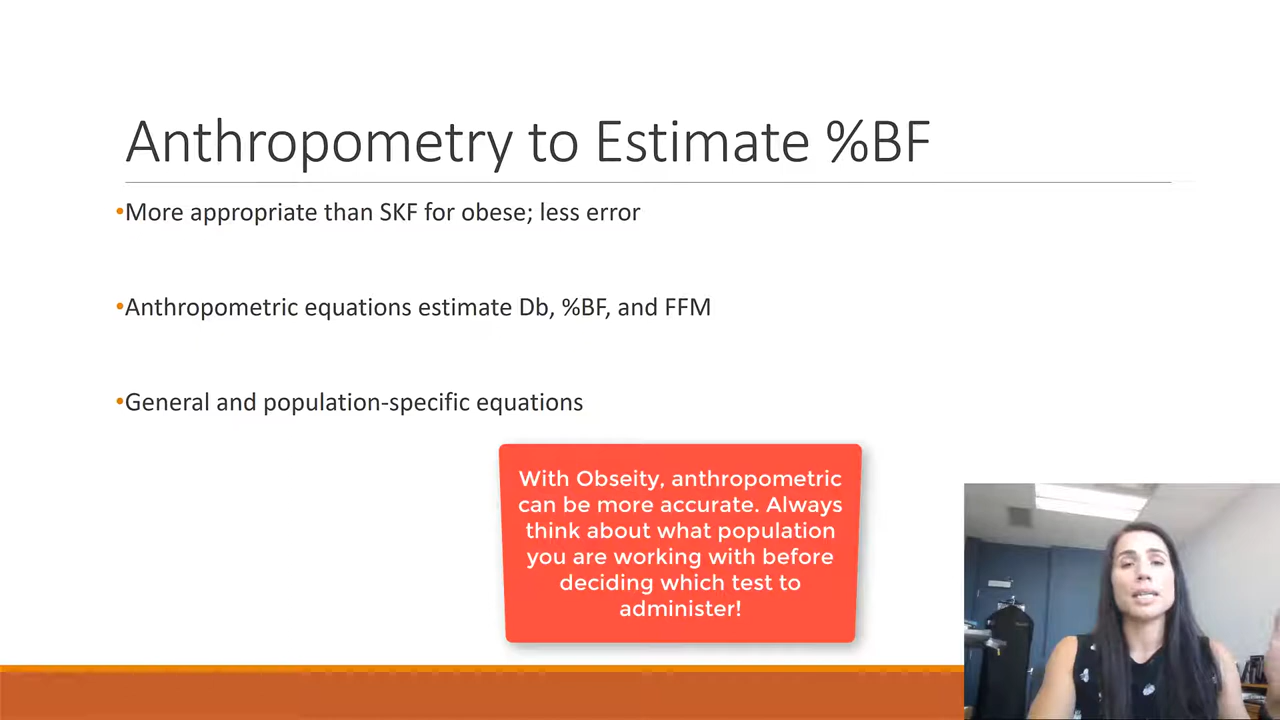 Anthropometry to Estimate %BF
•More appropriate than SKF for obese; less error
•Anthropometric equations estimate Db, %BF, and FFM
•General and population-specific equations
With Obseity, anthropometric
can be more accurate. Always
think about what population
you are working with before
deciding which test to
administer!